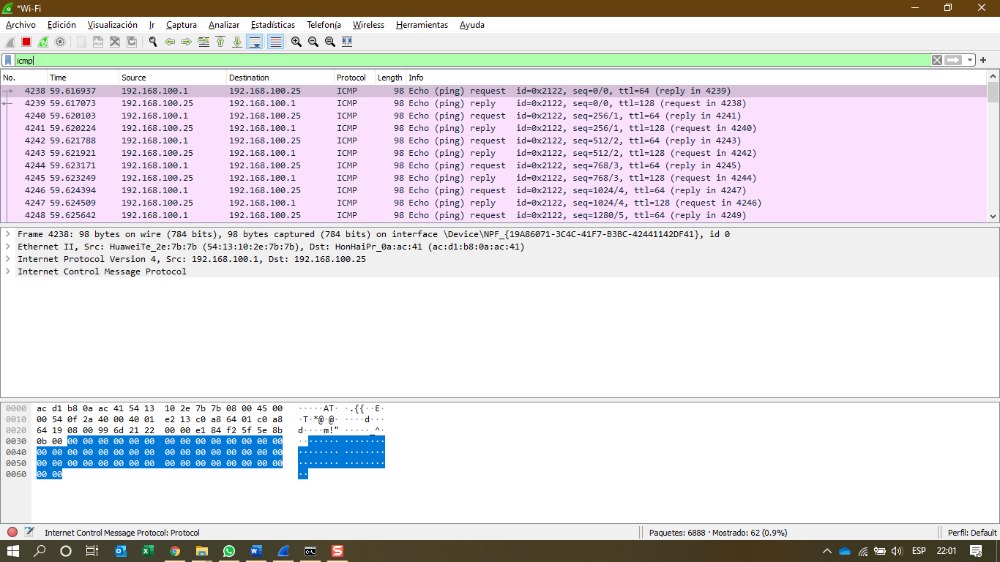 *Wi-Fi
Archivo Edición Visualización Ir Captura Analizar Estadísticas Telefonía Wireless Herramientas Ayuda
icmp
No. Time Source Destination Protocol Length Info
4238 59.616937 192.168.100.1 192.168.100.25 ICMP 98 Echo (ping) request id=0x2122, seq=0/0, ttl=64 (reply in 4239)
4239 59.617073 192.168.100.25 192.168.100.1 ICMP 98 Echo (ping) reply id=0x2122, seq=0/0, ttl=128 (request in 4238)
4240 59.620103 192.168.100.1 192.168.100.25 ICMP 98 Echo (ping) request id=0x2122, seq=256/1, ttl=64 (reply in 4241)
4241 59.620224 192.168.100.25 192.168.100.1 ICMP 98 Echo (ping) reply id=0x2122, seq=256/1, ttl=128 (request in 4240)
4242 59.621788 192.168.100.1 192.168.100.25 ICMP 98 Echo (ping) request id=0x2122, seq=512/2, ttl=64 (reply in 4243)
4243 59.621921 192.168.100.25 192.168.100.1 ICMP 98 Echo (ping) reply id=0x2122, seq=512/2, ttl=128 (request in 4242)
4244 59.623171 192.168.100.1 192.168.100.25 ICMP 98 Echo (ping) request id=0x2122, seq=768/3, ttl=64 (reply in 4245)
4245 59.623249 192.168.100.25 192.168.100.1 ICMP 98 Echo (ping) reply id=0x2122, seq=768/3, ttl=128 (request in 4244)
4246 59.624394 192.168.100.1 192.168.100.25 ICMP 98 Echo (ping) request id=0x2122, seq=1024/4, ttl=64 (reply in 4247)
4247 59.624509 192.168.100.25 192.168.100.1 ICMP 98 Echo (ping) reply id=0x2122, seq=1024/4, ttl=128 (request in 4246)
4248 59.625642 192.168.100.1 192.168.100.25 ICMP 98 Echo (ping) request id=0x2122, seq=1280/5, ttl=64 (reply in 4249)
Frame 4238: 98 bytes on wire (784 bits), 98 bytes captured (784 bits) on interface \Device\NPF_{19A86071-3C4C-41F7-B3BC-42441142DF41}, id 0
Ethernet II, Src: HuaweiTe_2e:7b:7b (54:13:10:2e:7b:7b), Dst: HonHaiPr_0a:ac:41 (ac:d1:b8:0a:ac:41)
Internet Protocol Version 4, Src: 192.168.100.1, Dst: 192.168.100.25
Internet Control Message Protocol
0000 ac d1 b8 0a ac 41 54 13 10 2e 7b 7b 08 00 45 00 ·····AT· ·.{{··E·
0010 00 54 0f 2a 40 00 40 01 e2 13 c0 a8 64 01 c0 a8 ·T·*@·@· ····d···
0020 64 19 08 00 99 6d 21 22 00 00 e1 84 f2 5f 5e 8b d····m!" ·····_^·
0030 0b 00 00 00 00 00 00 00 00 00 00 00 00 00 00 00 ········ ········
0040 00 00 00 00 00 00 00 00 00 00 00 00 00 00 00 00 ········ ········
0050 00 00 00 00 00 00 00 00 00 00 00 00 00 00 00 00 ········ ········
0060 00 00 ··
Internet Control Message Protocol: Protocol Paquetes: 6888 · Mostrado: 62 (0.9%) Perfil: Default
ESP 22:01